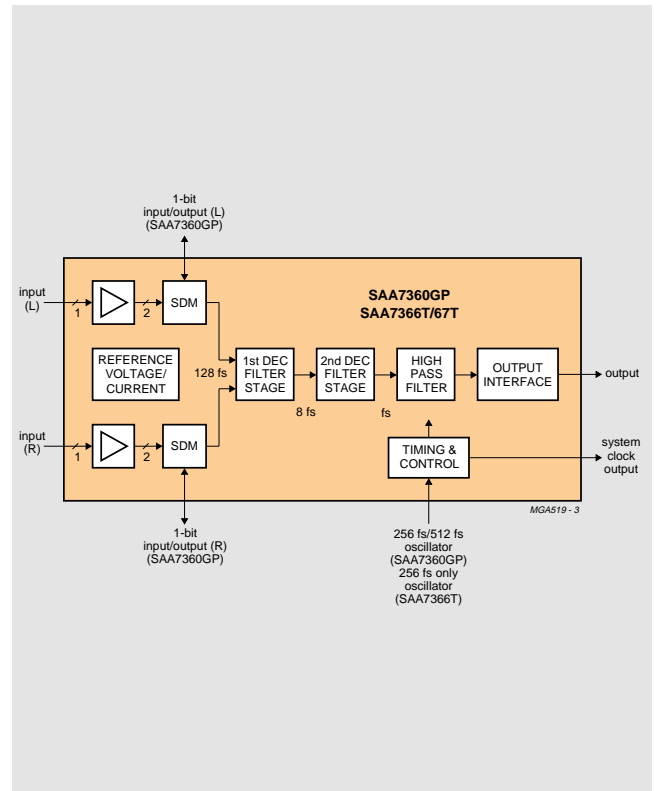 1-bit
input/output (L)
(SAA7360GP)
input
(L)
1
2
SDM
SAA7360GP
SAA7366T/67T
REFERENCE
VOLTAGE/
CURRENT
128 fs
1st DEC
FILTER
STAGE
8 fs
2nd DEC
FILTER
STAGE
fs
HIGH
PASS
FILTER
OUTPUT
INTERFACE
output
input
(R)
1
2
SDM
TIMING &
CONTROL
system
clock
output
MGA519 - 3
1-bit
input/output (R)
(SAA7360GP)
256 fs/512 fs
oscillator
(SAA7360GP)
256 fs only
oscillator
(SAA7366T)